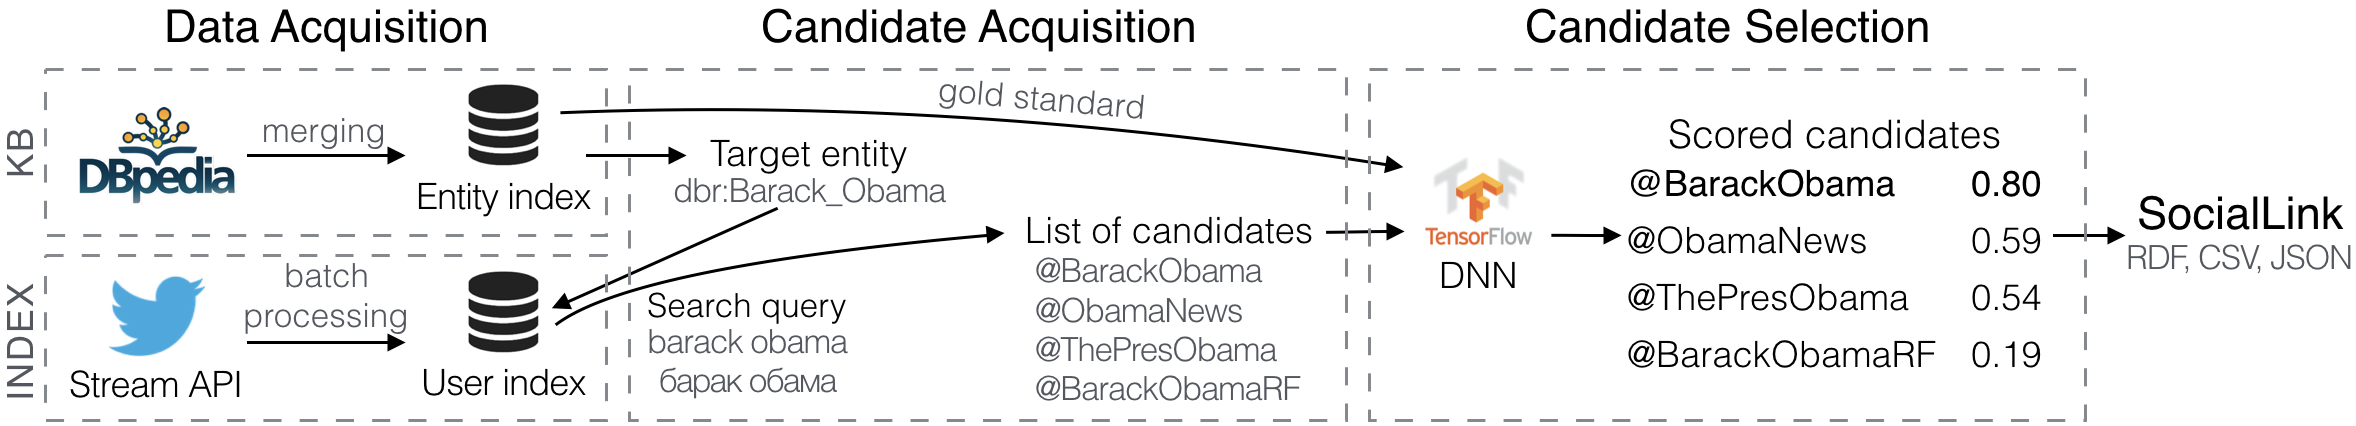 Data Acquisition
Candidate Acquisition
Candidate Selection
KB
DBpedia
merging
Entity index
INDEX
Stream API
batch
processing
User index
gold standard
Target entity
dbr:Barack_Obama
Search query
barack obama
барак обама
List of candidates
@BarackObama
@ObamaNews
@ThePresObama
@BarackObamaRF
TensorFlow
DNN
Scored candidates
@BarackObama 0.80
@ObamaNews 0.59
@ThePresObama 0.54
@BarackObamaRF 0.19
SocialLink
RDF, CSV, JSON